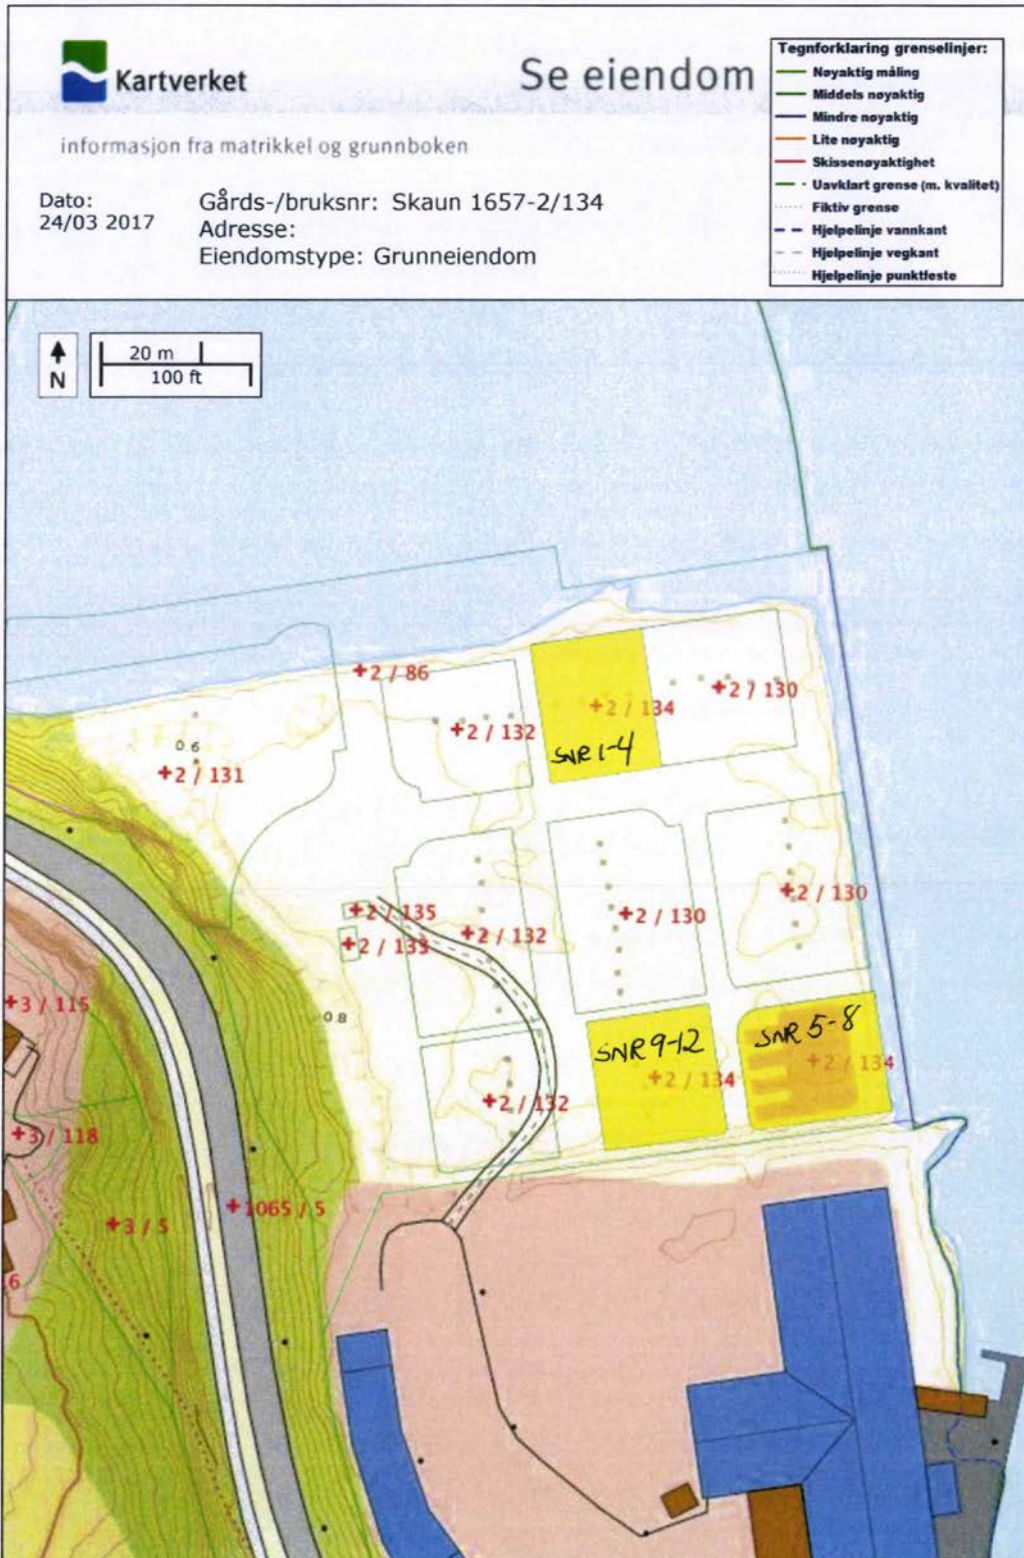 Kartverket
informasjon fra matrikkel og grunnboken
Se eiendom
Dato:
24/03 2017
Gårds-/bruksnr: Skaun 1657-2/134
Adresse:
Eiendomstype: Grunneiendom
Tegnforklaring grenselinjer:
Nøyaktig måling
Middels nøyaktig
Mindre nøyaktig
Lite nøyaktig
Skissenøyaktighet
Uavklart grense (m. kvalitet)
Fiktiv grense
Hjelpelinje vannkant
Hjelpelinje vegkant
Hjelpelinje punktfeste
N
20 m
100 ft
2 / 86
2 / 132
2 / 134
2 / 130
SNR 1-4
0.6
2 / 131
2 / 130
2 / 135
2 / 130
2 / 132
2 / 133
3 / 115
0.8
SNR 9-12
SNR 5-8
2 / 134
2 / 134
2 / 132
3 / 118
1065 / 5
3 / 5